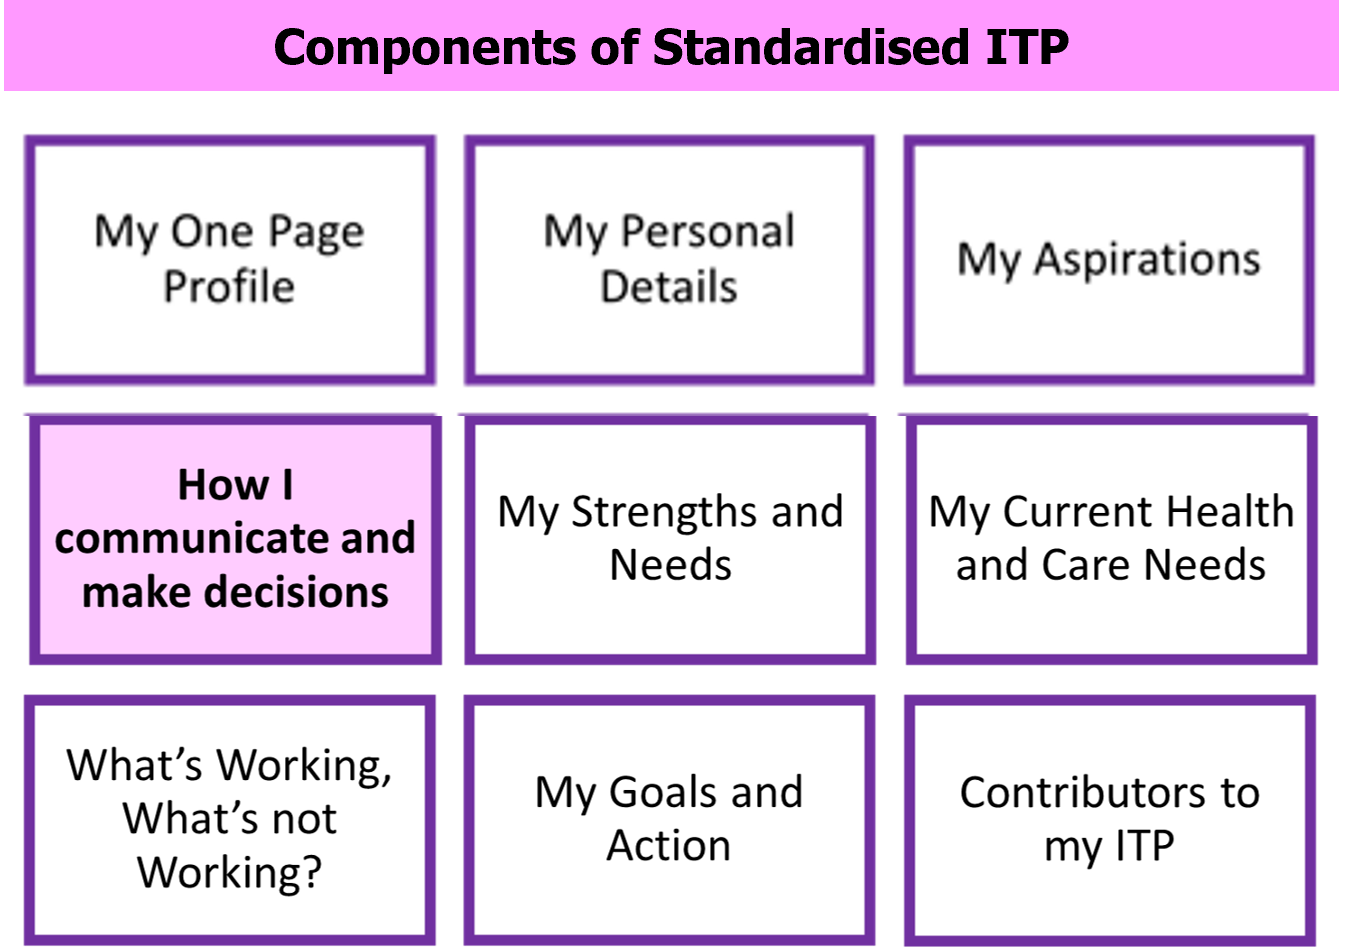 Components of Standardised ITP
My One Page
Profile
My Personal
Details
My Aspirations
How I
communicate and
make decisions
My Strengths and
Needs
My Current Health
and Care Needs
What’s Working,
What’s not
Working?
My Goals and
Action
Contributors to
my ITP